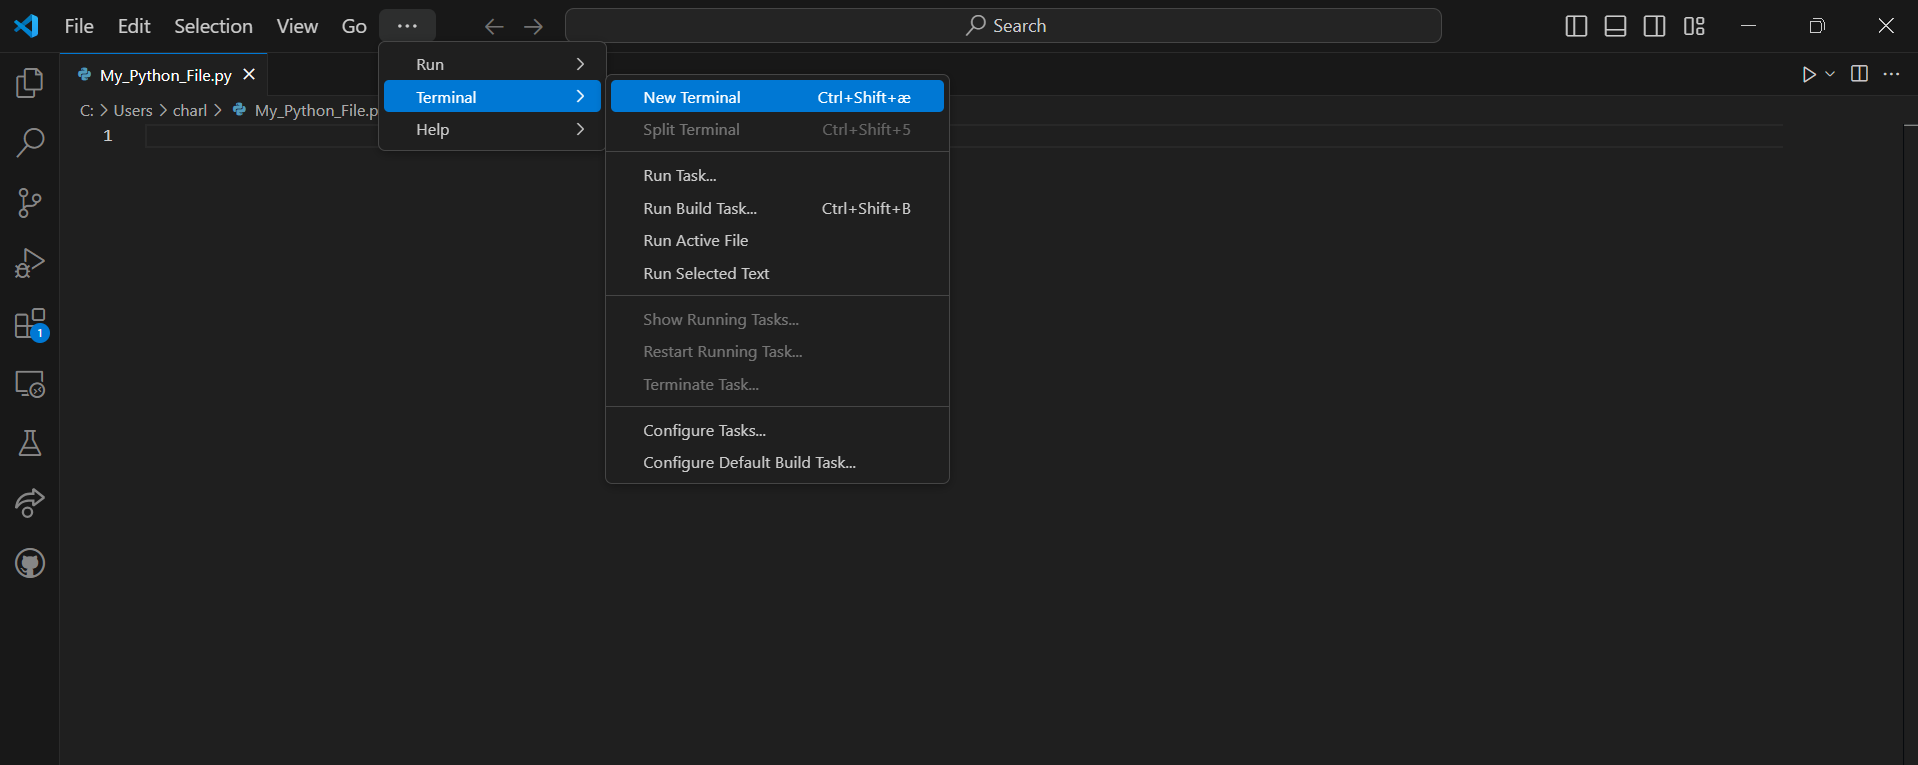 File Edit Selection View Go ··· Search
My_Python_File.py
C: > Users > charl > My_Python_File.p
1
Run
Terminal
Help
New Terminal Ctrl+Shift+æ
Split Terminal Ctrl+Shift+5
Run Task...
Run Build Task... Ctrl+Shift+B
Run Active File
Run Selected Text
Show Running Tasks...
Restart Running Task...
Terminate Task...
Configure Tasks...
Configure Default Build Task...
1